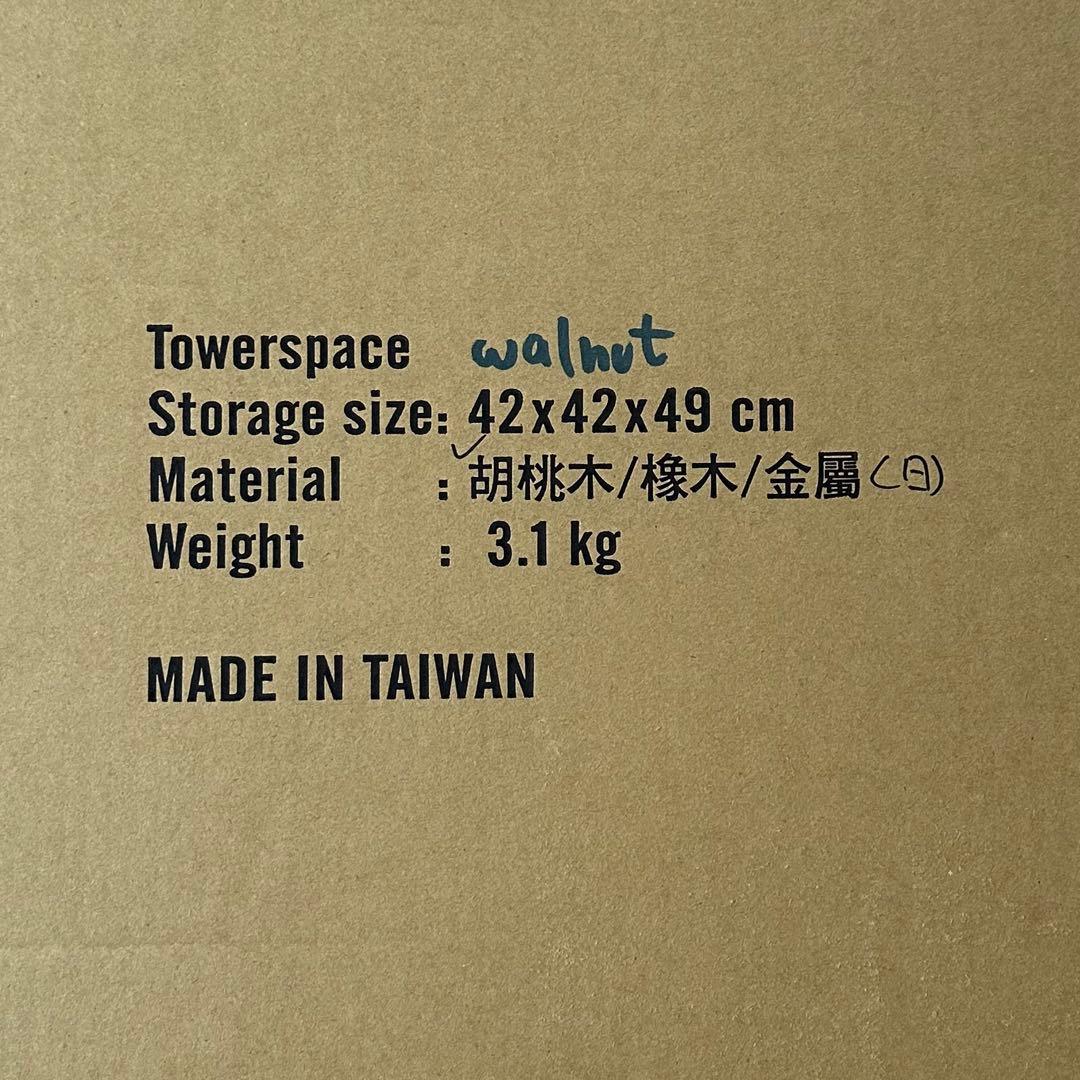 Towerspace walnut
Storage size: 42x42x49 cm
Material : ✓胡桃木/橡木/金屬(日)
Weight : 3.1 kg
MADE IN TAIWAN